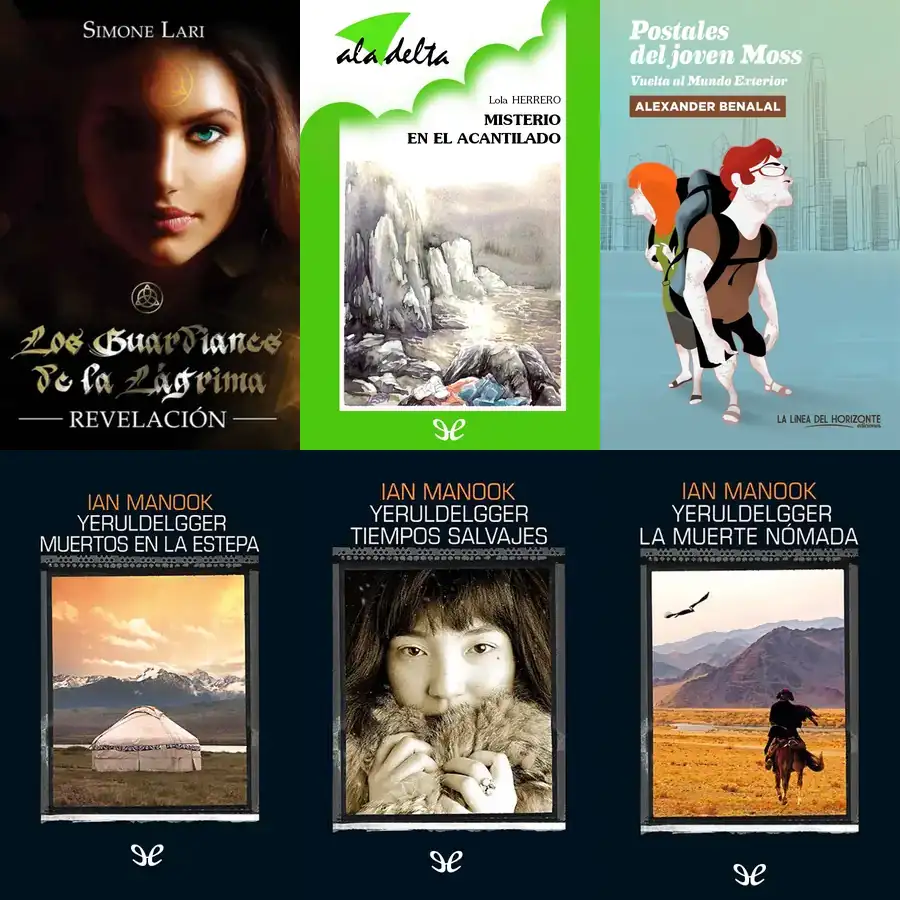 SIMONE LARI
Los Guardianes
De la Lágrima
REVELACIÓN
ala delta
Lola HERRERO
MISTERIO
EN EL ACANTILADO
Postales
del joven Moss
Vuelta al Mundo Exterior
ALEXANDER BENALAL
LA LÍNEA DEL HORIZONTE
ediciones
IAN MANOOK
YERULDELGGER
MUERTOS EN LA ESTEPA
IAN MANOOK
YERULDELGGER
TIEMPOS SALVAJES
IAN MANOOK
YERULDELGGER
LA MUERTE NÓMADA